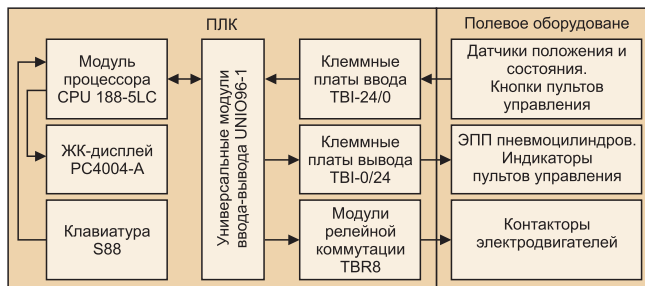 ПЛК
Полевое оборудоване
Модуль
процессора
CPU 188-5LC
ЖК-дисплей
PC4004-A
Клавиатура
S88
Универсальные модули
ввода-вывода UNIO96-1
Клеммные
платы ввода
TBI-24/0
Клеммные
платы вывода
TBI-0/24
Модули
релейной
коммутации
TBR8
Датчики положения и
состояния.
Кнопки пультов
управления
ЭПП пневмоцилиндров.
Индикаторы
пультов управления
Контакторы
электродвигателей